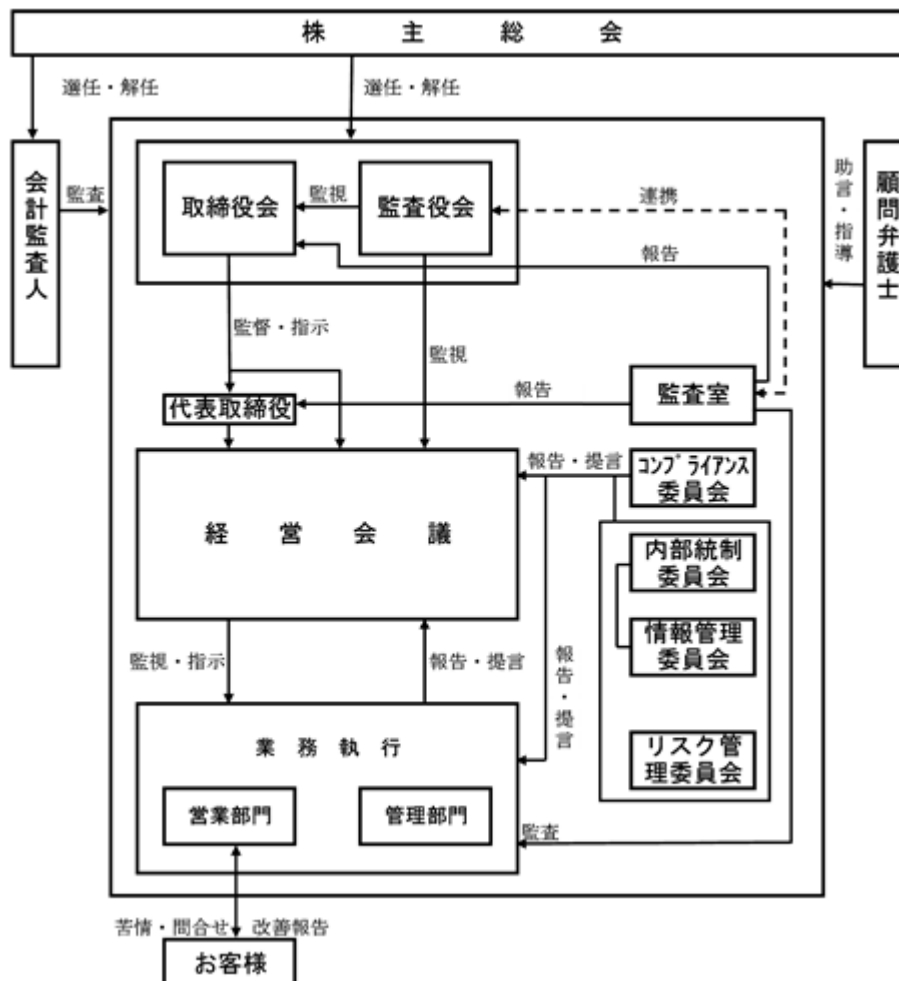 株主総会
選任・解任
選任・解任
会計監査人
監査
取締役会
監視
監査役会
連携
報告
助言・指導
顧問弁護士
監督・指示
監視
代表取締役
報告
監査室
経営会議
報告・提言
コンプライアンス
委員会
内部統制
委員会
情報管理
委員会
リスク管
理委員会
監視・指示
報告・提言
報告・提言
業務執行
営業部門
管理部門
監査
苦情・問合せ
改善報告
お客様